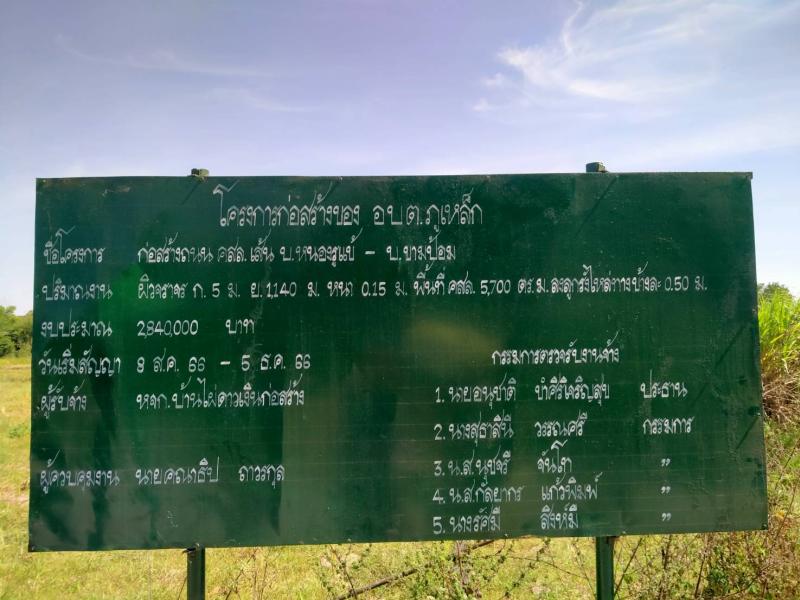 โครงการก่อสร้างของ อบต.ภูเหล็ก
ชื่อโครงการ ก่อสร้างถนน คสล. เส้น บ.หนองรูแข้ - บ.ขามป้อม
ปริมาณงาน ผิวจราจร ก. 5 ม. ย. 1,140 ม. หนา 0.15 ม. พื้นที่ คสล. 5,700 ตร.ม. ลงลูกรังไหล่ทางข้างละ 0.50 ม.
งบประมาณ 2,840,000 บาท
วันเริ่มสัญญา 8 ส.ค. 66 - 5 ธ.ค. 66
ผู้รับจ้าง หจก.บ้านไผ่ดาวเงินก่อสร้าง
ผู้ควบคุมงาน นายคณาธิป ถาวรกุล
กรรมการตรวจรับงานจ้าง
1. นายอนุชาติ ขำศิริเจริญสุข ประธาน
2. นางสุธาสินี วรรณศรี กรรมการ
3. น.ส.นุชรี จันโท "
4. น.ส.กัลยากร แก้วพิมพ์ "
5. นางรัศมี สิงหมี "